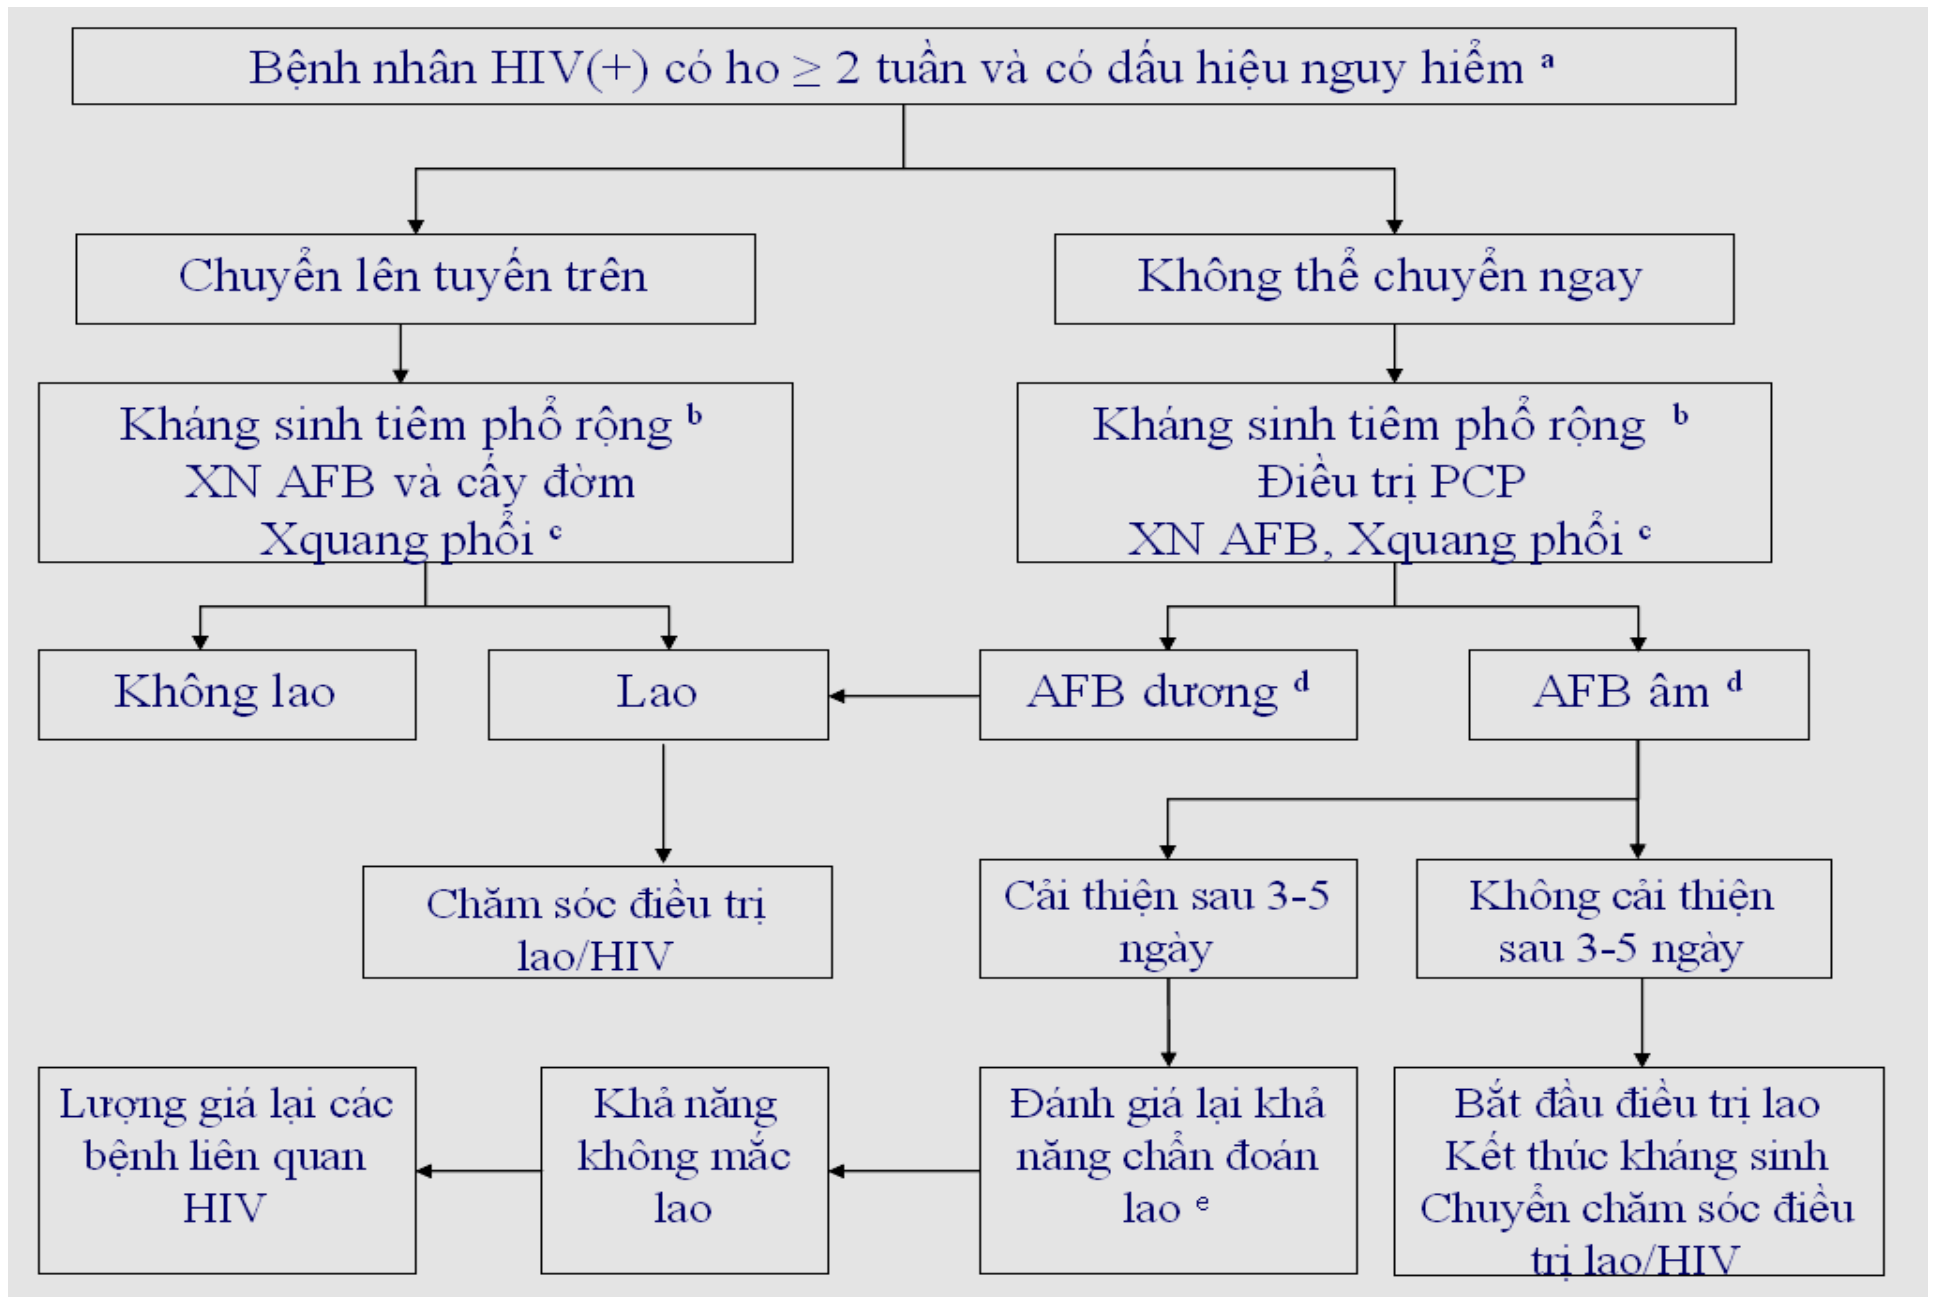 Bệnh nhân HIV(+) có ho ≥ 2 tuần và có dấu hiệu nguy hiểm ᵃ
Chuyển lên tuyến trên
Không thể chuyển ngay
Kháng sinh tiêm phổ rộng ᵇ
XN AFB và cấy đờm
Xquang phổi ᶜ
Kháng sinh tiêm phổ rộng ᵇ
Điều trị PCP
XN AFB, Xquang phổi ᶜ
Không lao
Lao
AFB dương ᵈ
AFB âm ᵈ
Chăm sóc điều trị
lao/HIV
Cải thiện sau 3-5
ngày
Không cải thiện
sau 3-5 ngày
Lượng giá lại các
bệnh liên quan
HIV
Khả năng
không mắc
lao
Đánh giá lại khả
năng chẩn đoán
lao ᵉ
Bắt đầu điều trị lao
Kết thúc kháng sinh
Chuyển chăm sóc điều
trị lao/HIV